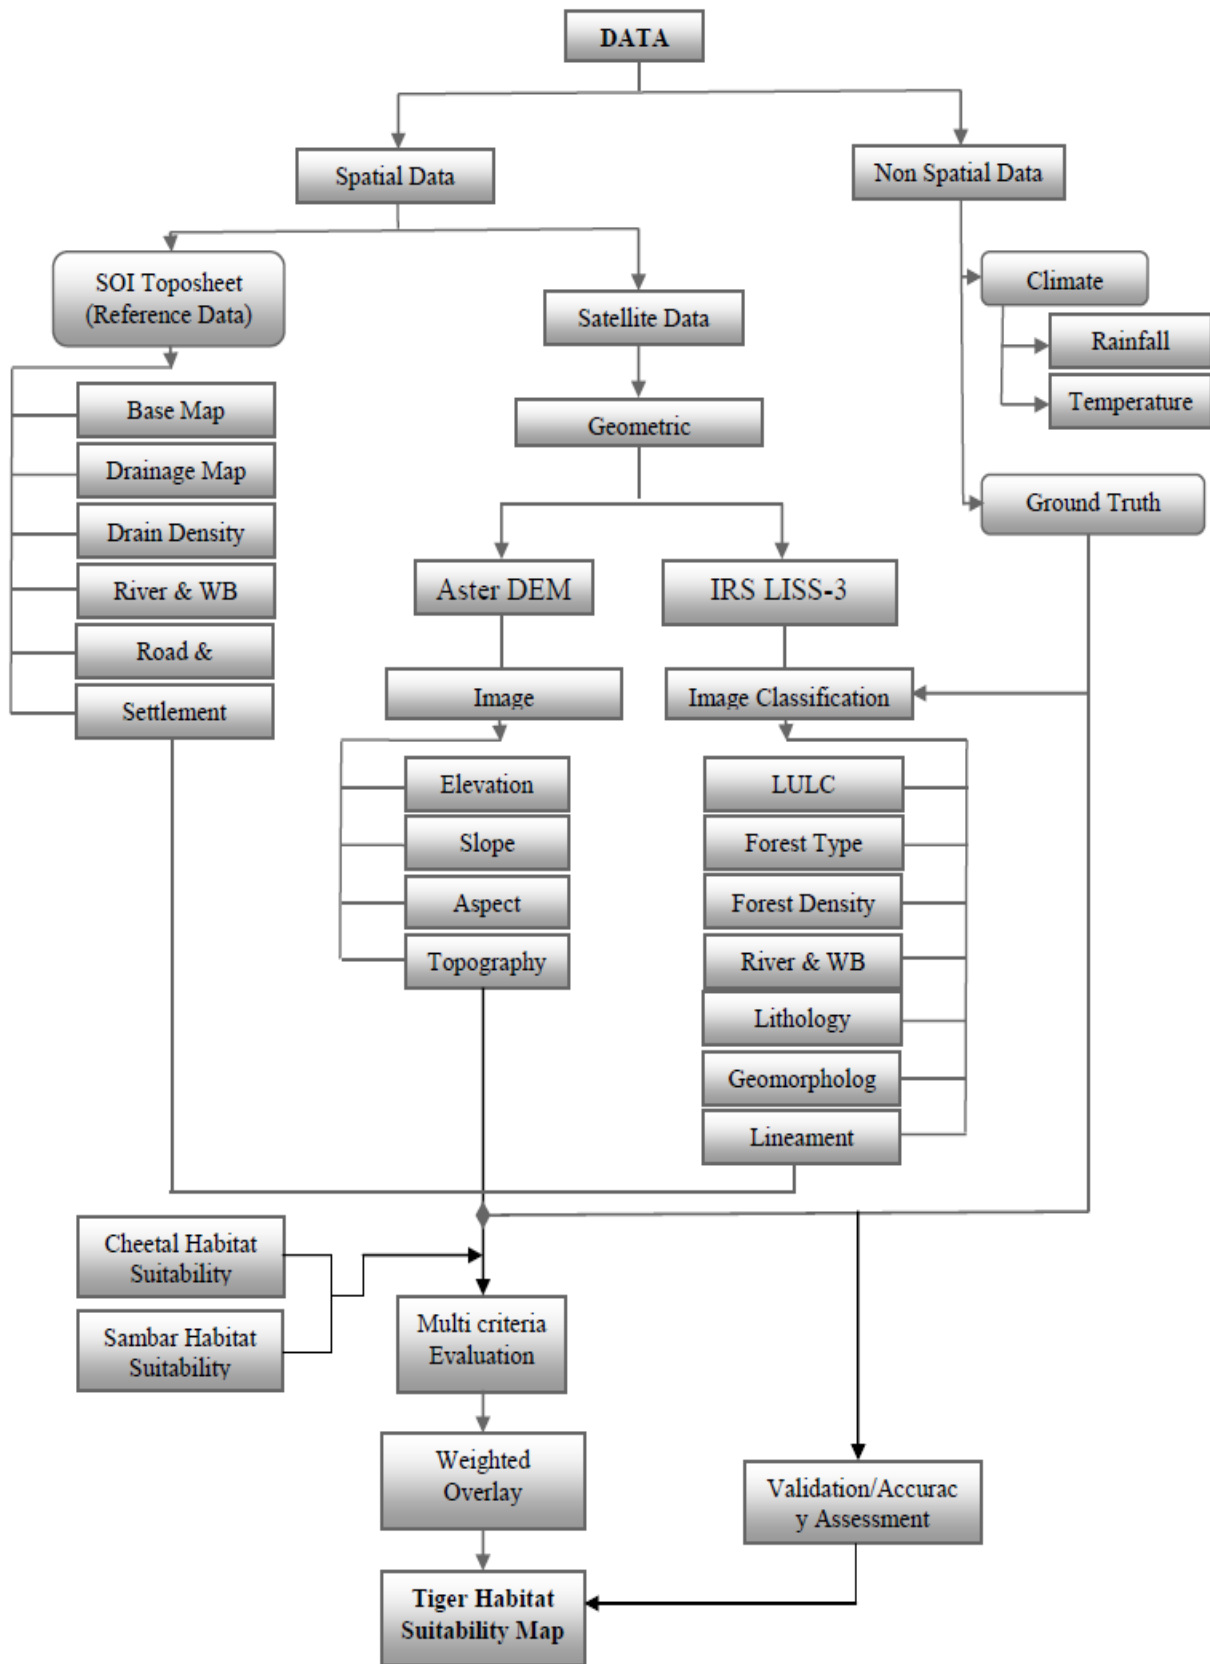 DATA
Spatial Data
Non Spatial Data
SOI Toposheet
(Reference Data)
Satellite Data
Climate
Rainfall
Temperature
Geometric
Ground Truth
Base Map
Drainage Map
Drain Density
River & WB
Road &
Settlement
Aster DEM
IRS LISS-3
Image
Image Classification
Elevation
Slope
Aspect
Topography
LULC
Forest Type
Forest Density
River & WB
Lithology
Geomorpholog
Lineament
Cheetal Habitat
Suitability
Sambar Habitat
Suitability
Multi criteria
Evaluation
Weighted
Overlay
Validation/Accurac
y Assessment
Tiger Habitat
Suitability Map